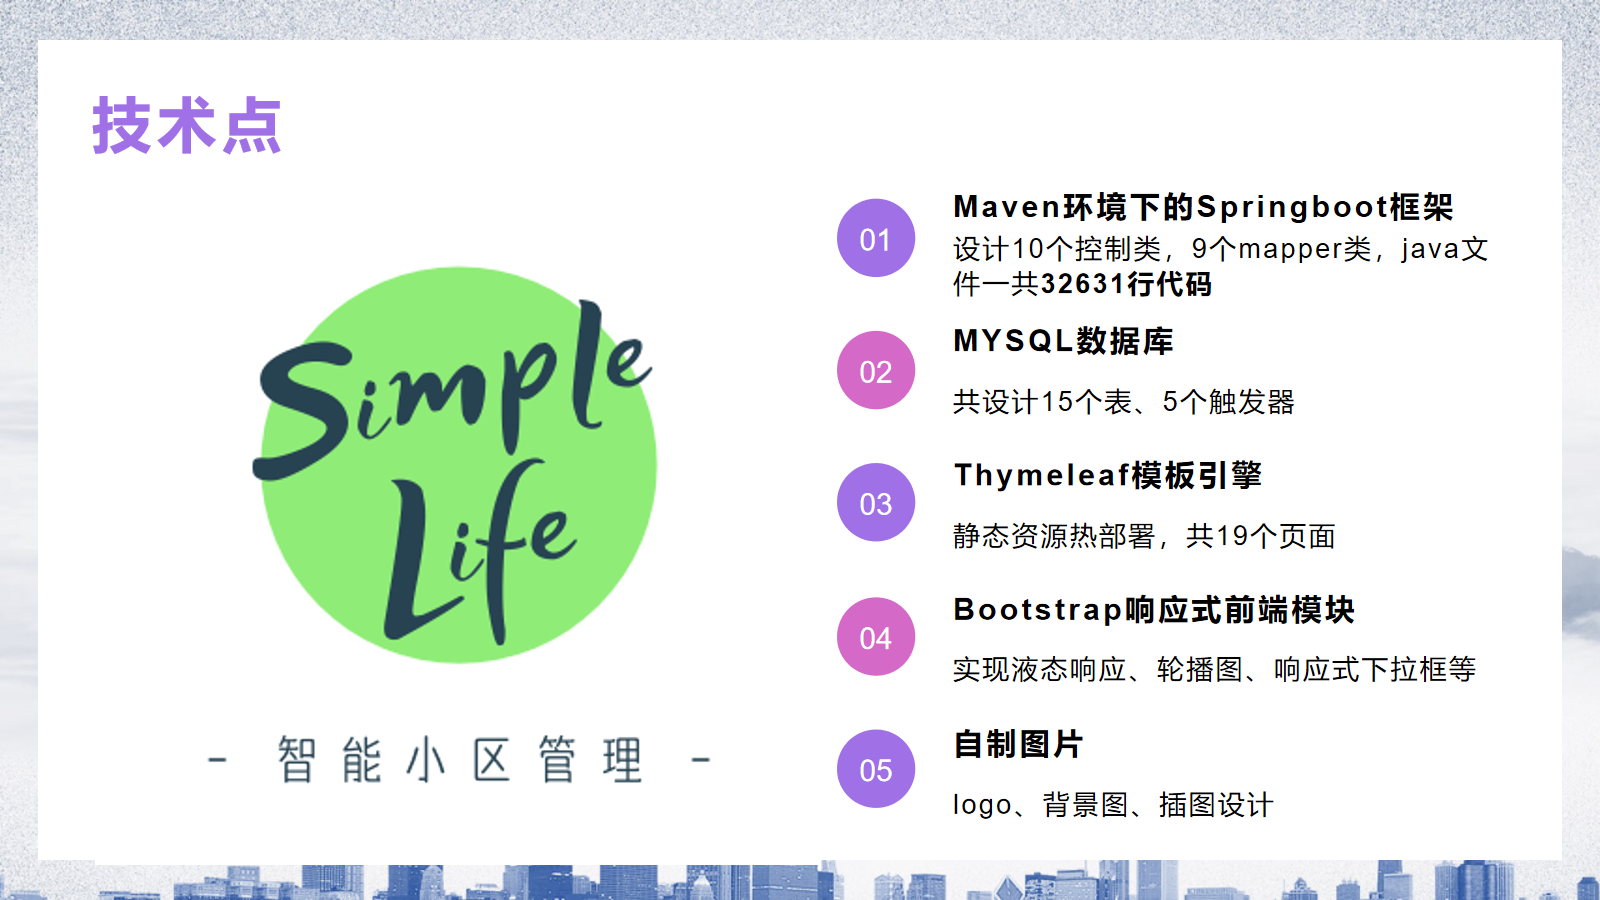 技术点
Simple
Life
- 智能小区管理 -
01
Maven环境下的Springboot框架
设计10个控制类，9个mapper类，java文
件一共32631行代码
02
MYSQL数据库
共设计15个表、5个触发器
03
Thymeleaf模板引擎
静态资源热部署，共19个页面
04
Bootstrap响应式前端模块
实现液态响应、轮播图、响应式下拉框等
05
自制图片
logo、背景图、插图设计